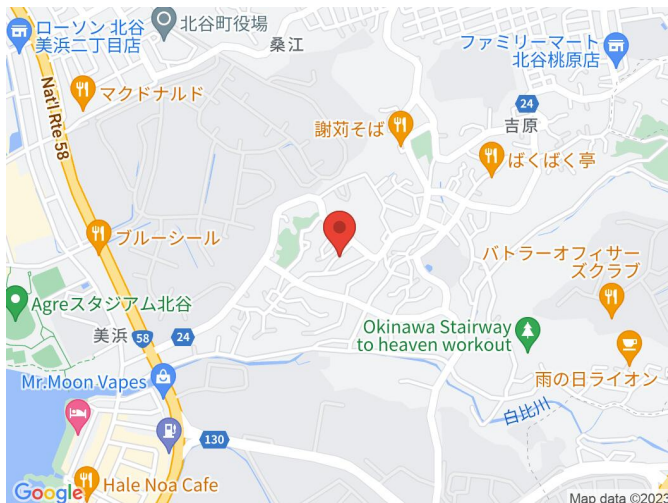 ローソン 北谷
美浜二丁目店
北谷町役場
桑江
ファミリーマート
北谷桃原店
Nat'l Rte 58
マクドナルド
24
吉原
謝苅そば
ばくばく亭
ブルーシール
バトラーオフィサー
ズクラブ
Agreスタジアム北谷
美浜
58
24
Okinawa Stairway
to heaven workout
Mr.Moon Vapes
雨の日ライオン
白比川
130
Hale Noa Cafe
Google
Map data ©2023